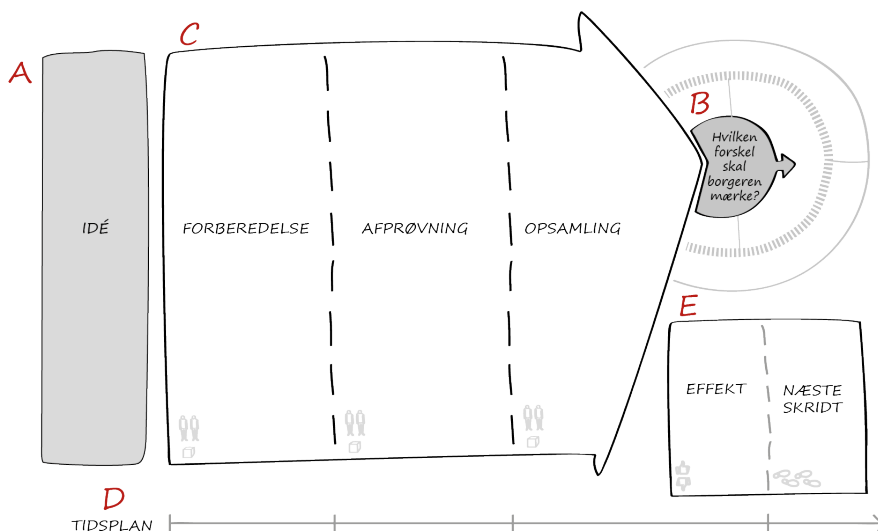 A
IDÉ
C
FORBEREDELSE
AFPRØVNING
OPSAMLING
B
Hvilken
forskel
skal
borgeren
mærke?
E
EFFEKT
NÆSTE
SKRIDT
D
TIDSPLAN